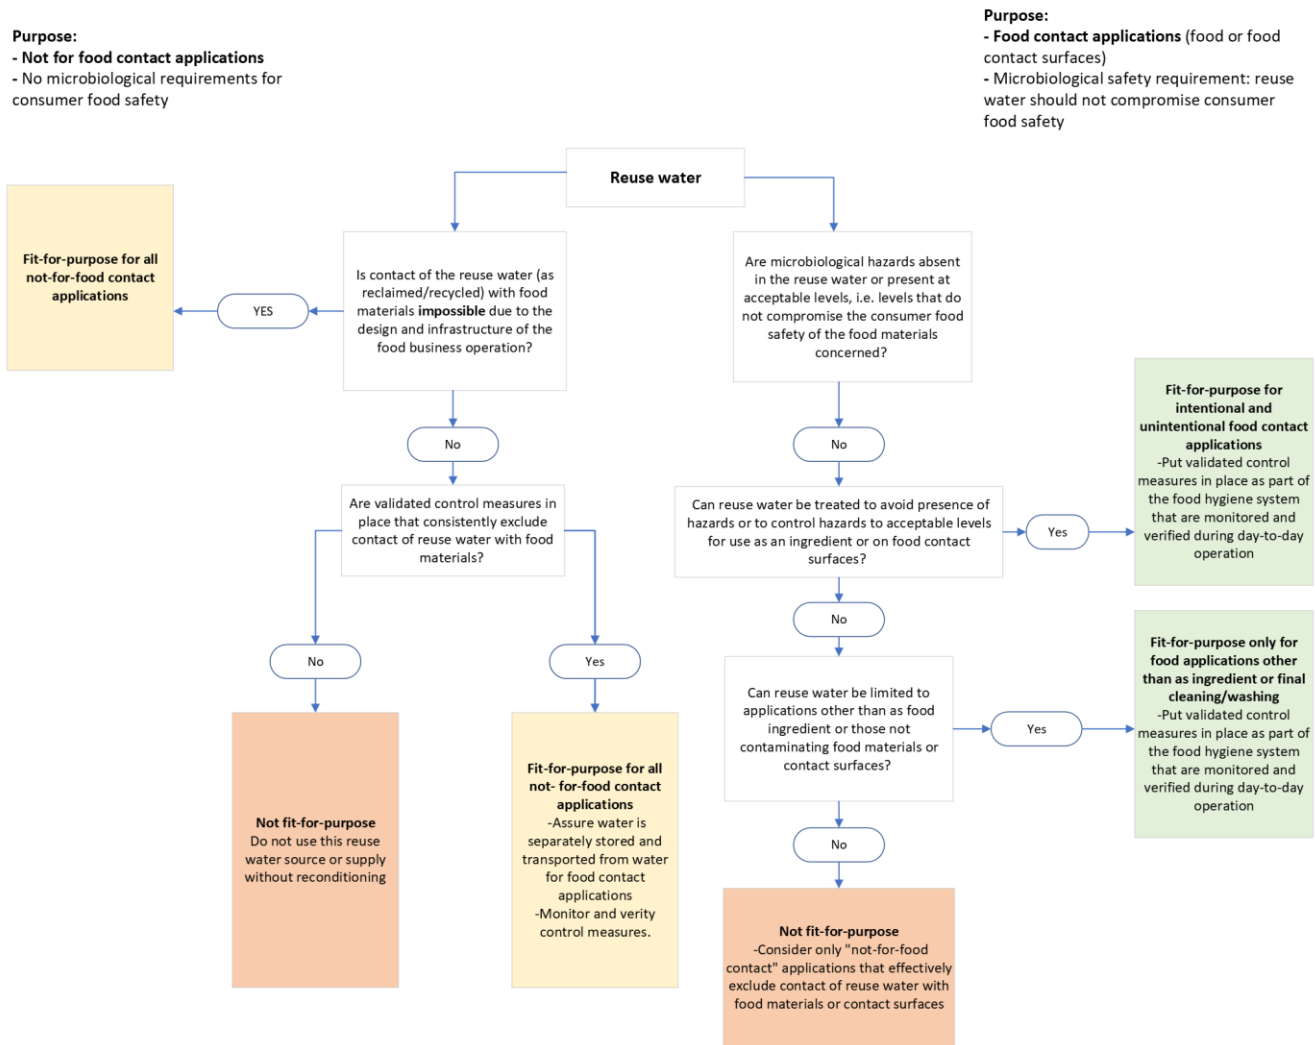 Purpose:
- Not for food contact applications
- No microbiological requirements for
consumer food safety
Purpose:
- Food contact applications (food or food
contact surfaces)
- Microbiological safety requirement: reuse
water should not compromise consumer
food safety
Reuse water
Fit-for-purpose for all
not-for-food contact
applications
YES
Is contact of the reuse water (as
reclaimed/recycled) with food
materials impossible due to the
design and infrastructure of the
food business operation?
Are microbiological hazards absent
in the reuse water or present at
acceptable levels, i.e. levels that do
not compromise the consumer food
safety of the food materials
concerned?
No
No
Fit-for-purpose for
intentional and
unintentional food contact
applications
-Put validated control
measures in place as part of
the food hygiene system
that are monitored and
verified during day-to-day
operation
Are validated control measures in
place that consistently exclude
contact of reuse water with food
materials?
Can reuse water be treated to avoid presence of
hazards or to control hazards to acceptable levels
for use as an ingredient or on food contact
surfaces?
Yes
No
No
Yes
Can reuse water be limited to
applications other than as food
ingredient or those not
contaminating food materials or
contact surfaces?
Yes
Fit-for-purpose only for
food applications other
than as ingredient or final
cleaning/washing
-Put validated control
measures in place as part of
the food hygiene system
that are monitored and
verified during day-to-day
operation
Not fit-for-purpose
Do not use this reuse
water source or supply
without reconditioning
Fit-for-purpose for all
not- for-food contact
applications
-Assure water is
separately stored and
transported from water
for food contact
applications
-Monitor and verity
control measures.
No
Not fit-for-purpose
-Consider only "not-for-food
contact" applications that effectively
exclude contact of reuse water with
food materials or contact surfaces